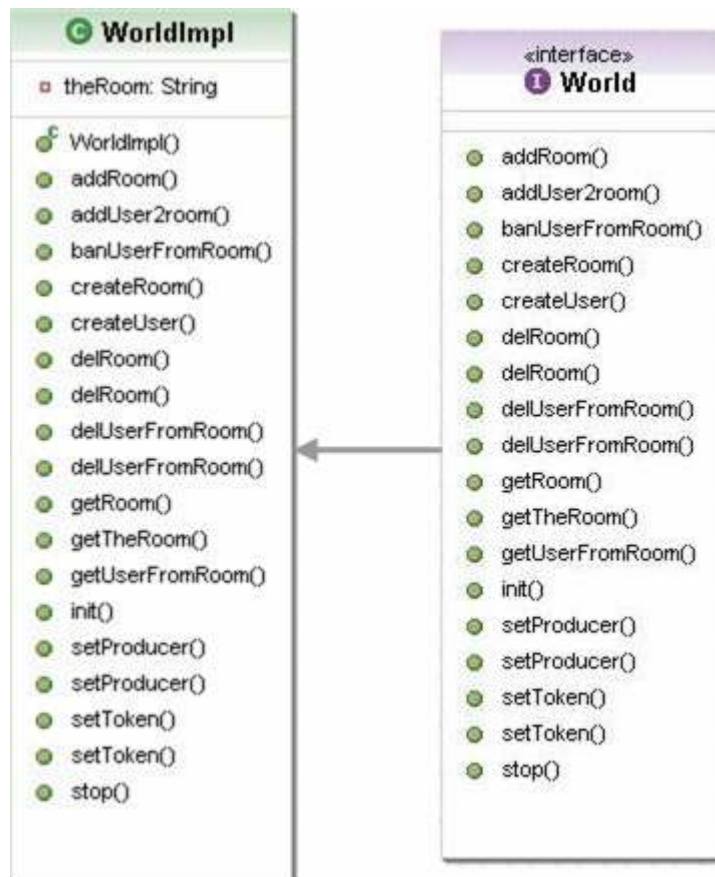 WorldImpl
theRoom: String
WorldImpl()
addRoom()
addUser2room()
banUserFromRoom()
createRoom()
createUser()
delRoom()
delRoom()
delUserFromRoom()
delUserFromRoom()
getRoom()
getTheRoom()
getUserFromRoom()
init()
setProducer()
setProducer()
setToken()
setToken()
stop()
«interface»
World
addRoom()
addUser2room()
banUserFromRoom()
createRoom()
createUser()
delRoom()
delRoom()
delUserFromRoom()
delUserFromRoom()
getRoom()
getTheRoom()
getUserFromRoom()
init()
setProducer()
setProducer()
setToken()
setToken()
stop()